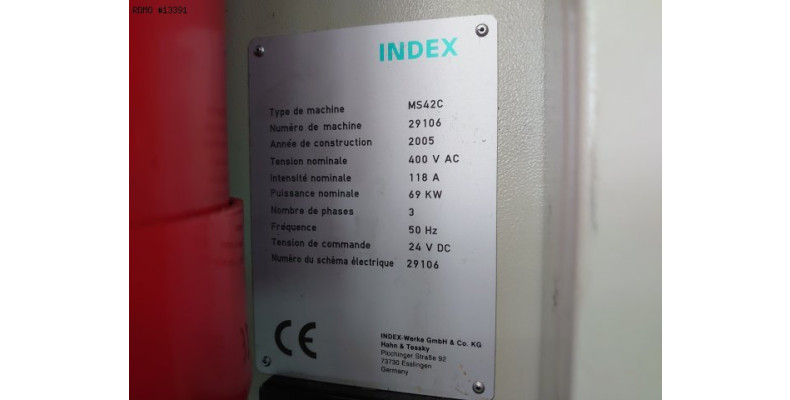 RDMO #13391
INDEX
Type de machine MS42C
Numéro de machine 29106
Année de construction 2005
Tension nominale 400 V AC
Intensité nominale 118 A
Puissance nominale 69 KW
Nombre de phases 3
Fréquence 50 Hz
Tension de commande 24 V DC
Numéro du schèma électrique 29106
CE
INDEX-Werke GmbH & Co. KG
Hahn & Tessky
Plochinger Straße 92
73730 Esslingen
Germany